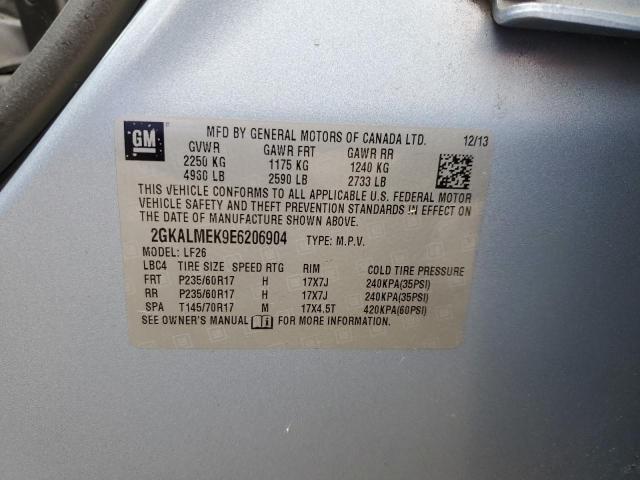 GM
MFD BY GENERAL MOTORS OF CANADA LTD. 12/13
GVWR GAWR FRT GAWR RR
2250 KG 1175 KG 1240 KG
4960 LB 2590 LB 2733 LB
THIS VEHICLE CONFORMS TO ALL APPLICABLE U.S. FEDERAL MOTOR
VEHICLE SAFETY AND THEFT PREVENTION STANDARDS IN EFFECT ON
THE DATE OF MANUFACTURE SHOWN ABOVE.
2GKALMEK9E6206904 TYPE: M.P.V.
MODEL: LF26
LBC4 TIRE SIZE SPEED RTG RIM COLD TIRE PRESSURE
FRT P235/60R17 H 17X7J 240KPA(35PSI)
RR P235/60R17 H 17X7J 240KPA(35PSI)
SPA T145/70R17 M 17X4.5T 420KPA(60PSI)
SEE OWNER'S MANUAL FOR MORE INFORMATION.